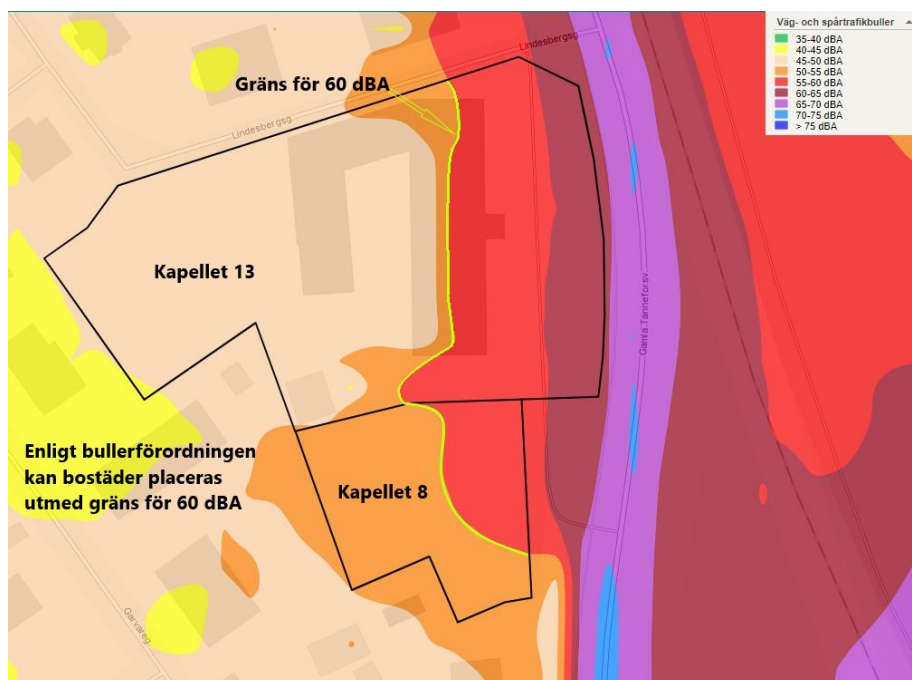 Väg- och spårtrafikbuller
35-40 dBA
40-45 dBA
45-50 dBA
50-55 dBA
55-60 dBA
60-65 dBA
65-70 dBA
70-75 dBA
> 75 dBA
Lindesbergsg
Gräns för 60 dBA
Lindesbergsg
Kapellet 13
Gamla Tanneforsv
Enligt bullerförordningen
kan bostäder placeras
utmed gräns för 60 dBA
Kapellet 8
Garvareg